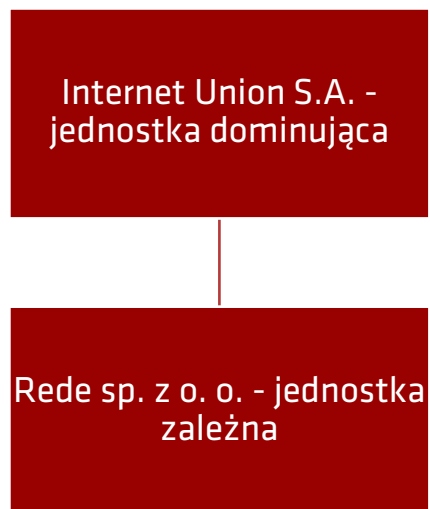 Internet Union S.A. -
jednostka dominująca
Rede sp. z o. o. - jednostka
zależna